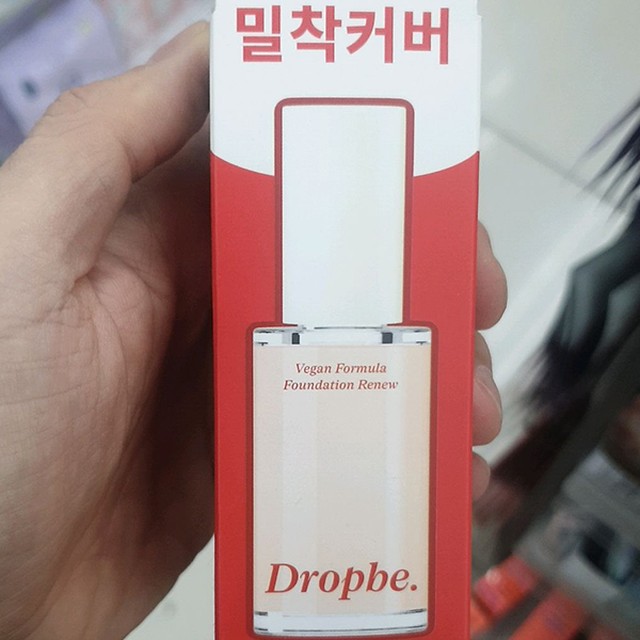 밀착커버
Vegan Formula
Foundation Renew
Dropbe.